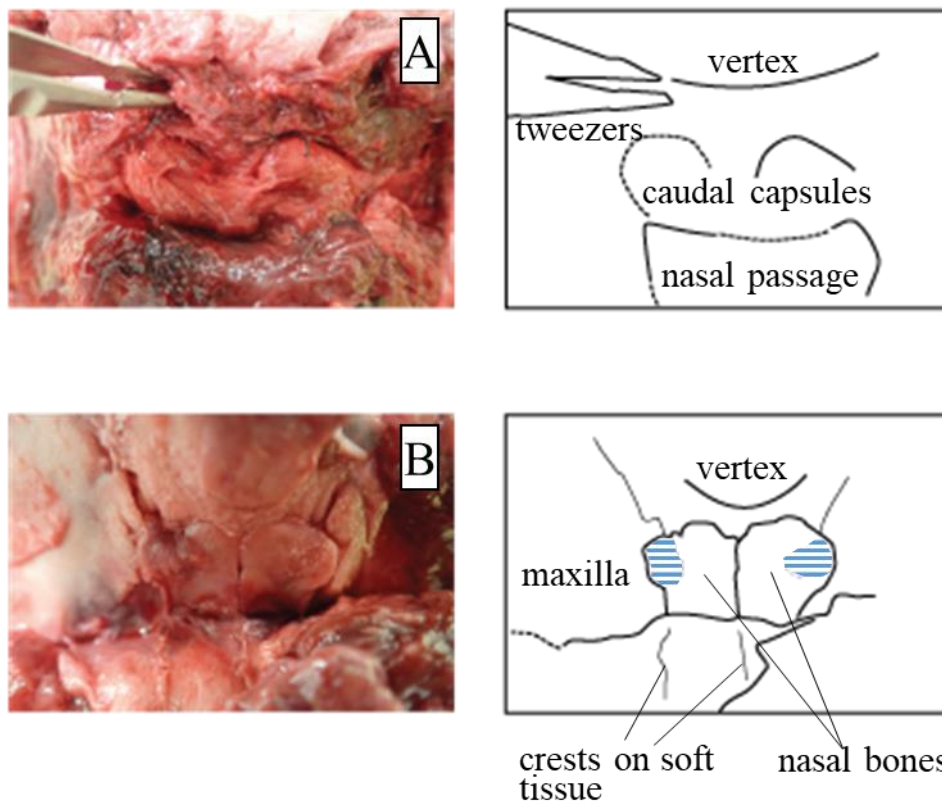 A
vertex
tweezers
caudal capsules
nasal passage
B
vertex
maxilla
crests on soft
tissue
nasal bones